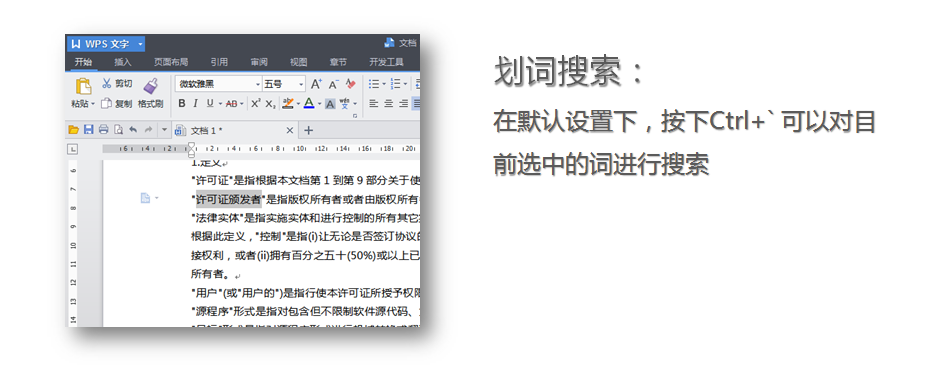 WPS 文字
文档
开始 插入 页面布局 引用 审阅 视图 章节 开发工具
剪切 微软雅黑 五号
粘贴 复制 格式刷
文档 1 *
1.定义
"许可证"是指根据本文档第 1 到第 9 部分关于使
"许可证颁发者"是指版权所有者或者由版权所有
"法律实体"是指实施实体和进行控制的所有其它
根据此定义，"控制"是指(i)让无论是否签订协议的
接权利，或者(ii)拥有百分之五十(50%)或以上已
所有者。
"用户"(或"用户的")是指行使本许可证所授予权限
"源程序"形式是指对包含但不限制软件源代码、
划词搜索：
在默认设置下，按下Ctrl+`可以对目
前选中的词进行搜索